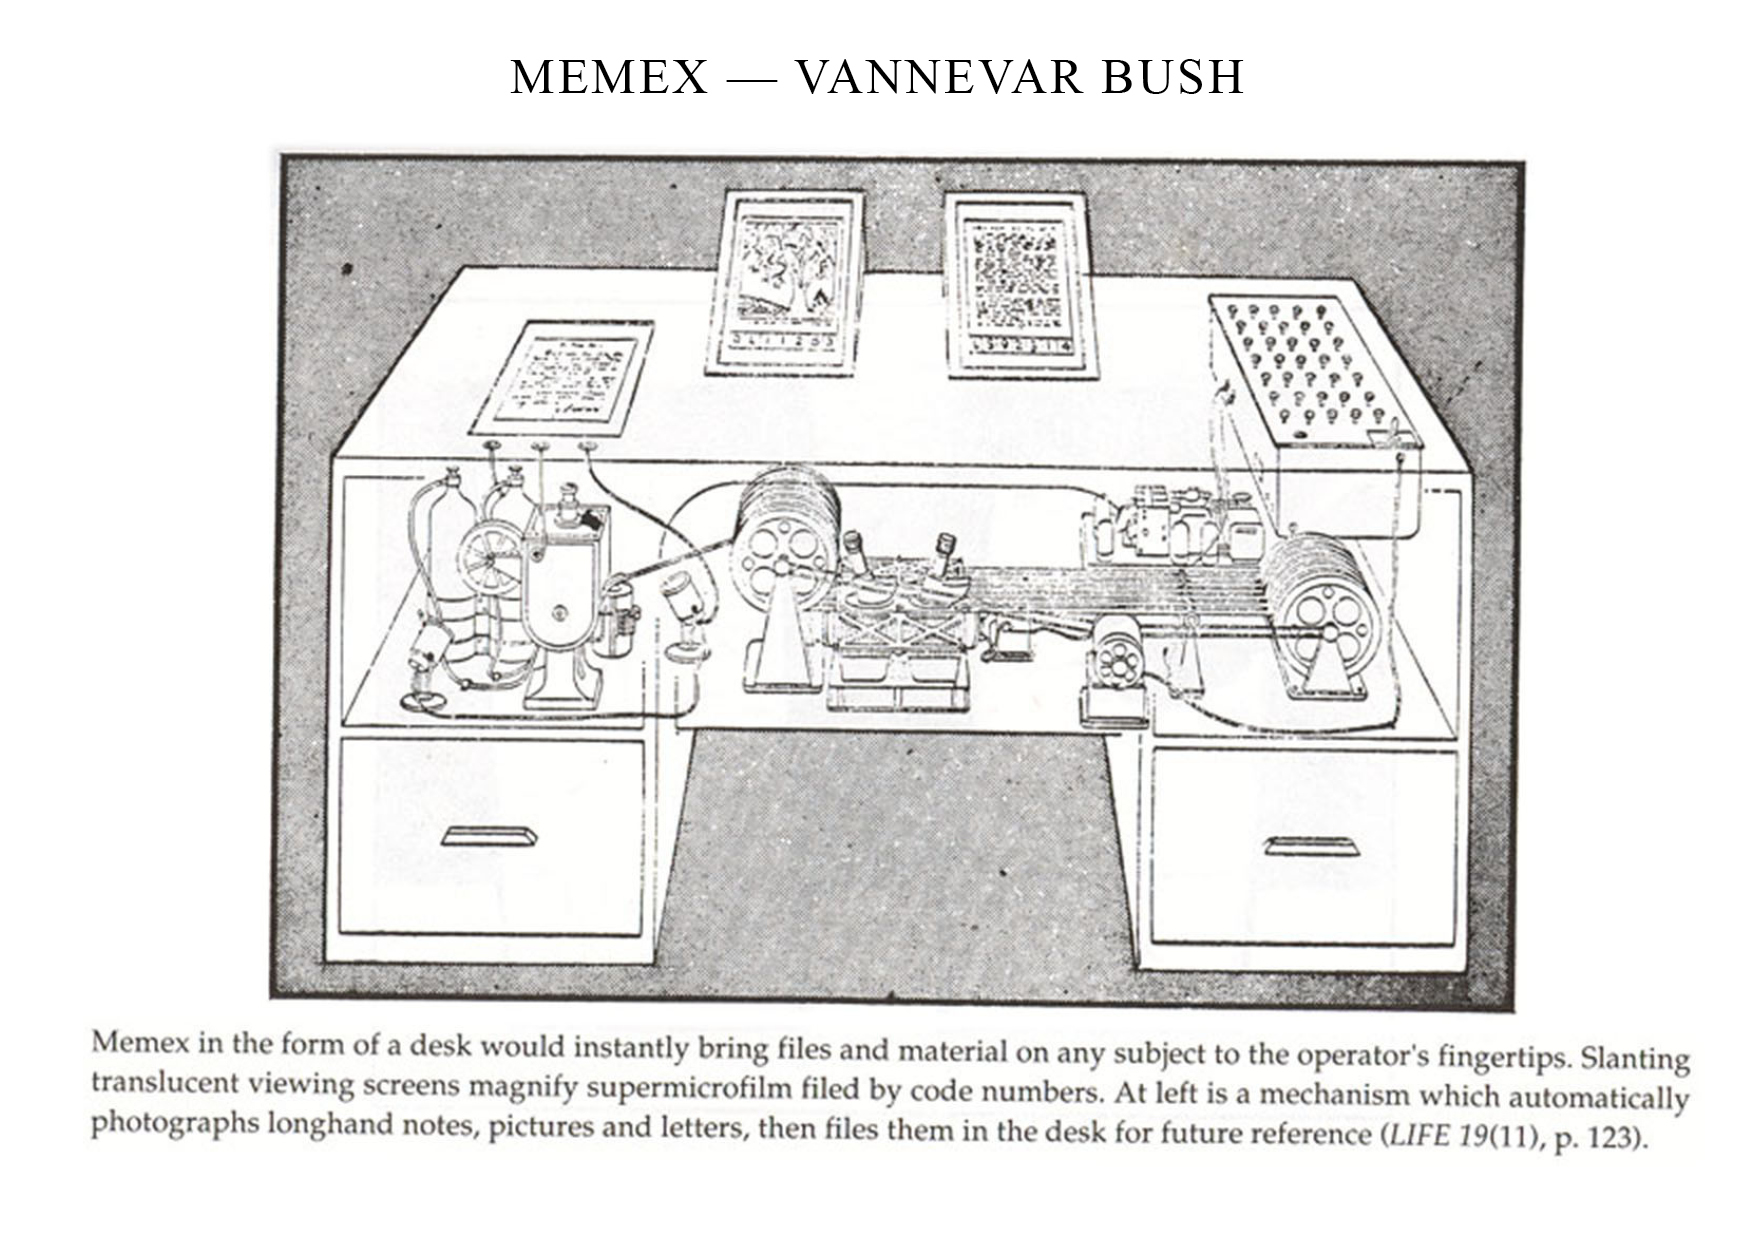 MEMEX — VANNEVAR BUSH
Memex in the form of a desk would instantly bring files and material on any subject to the operator's fingertips. Slanting
translucent viewing screens magnify supermicrofilm filed by code numbers. At left is a mechanism which automatically
photographs longhand notes, pictures and letters, then files them in the desk for future reference (LIFE 19(11), p. 123).